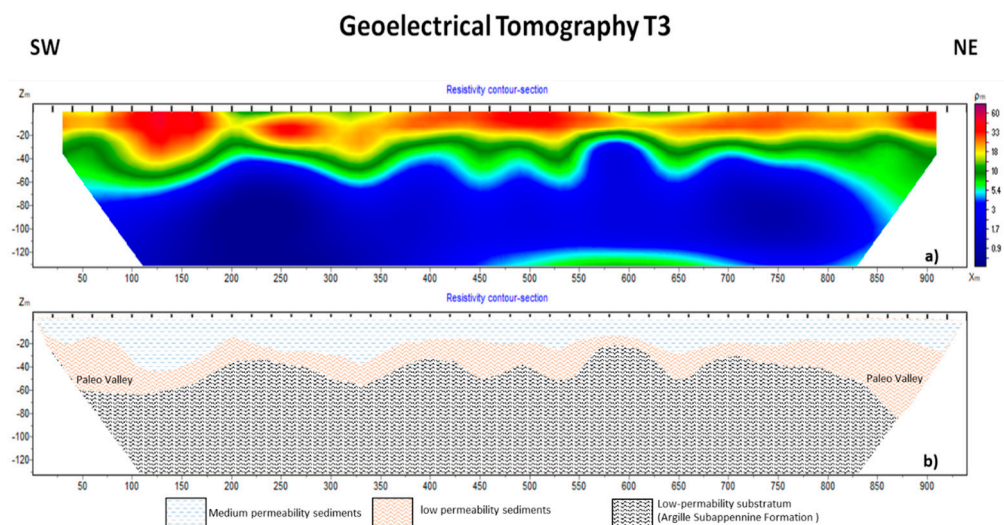 Geoelectrical Tomography T3
SW
NE
Resistivity contour-section
Zm
ρm
60
33
18
10
5.4
3
1.7
0.9
-20
-40
-60
-80
-100
-120
a)
Xm
50 100 150 200 250 300 350 400 450 500 550 600 650 700 750 800 850 900
Resistivity contour-section
Zm
-20
-40
-60
-80
-100
-120
Paleo Valley
Paleo Valley
b)
50 100 150 200 250 300 350 400 450 500 550 600 650 700 750 800 850 900
Medium permeability sediments
low permeability sediments
Low-permability substratum
(Argille Subappennine Formation )